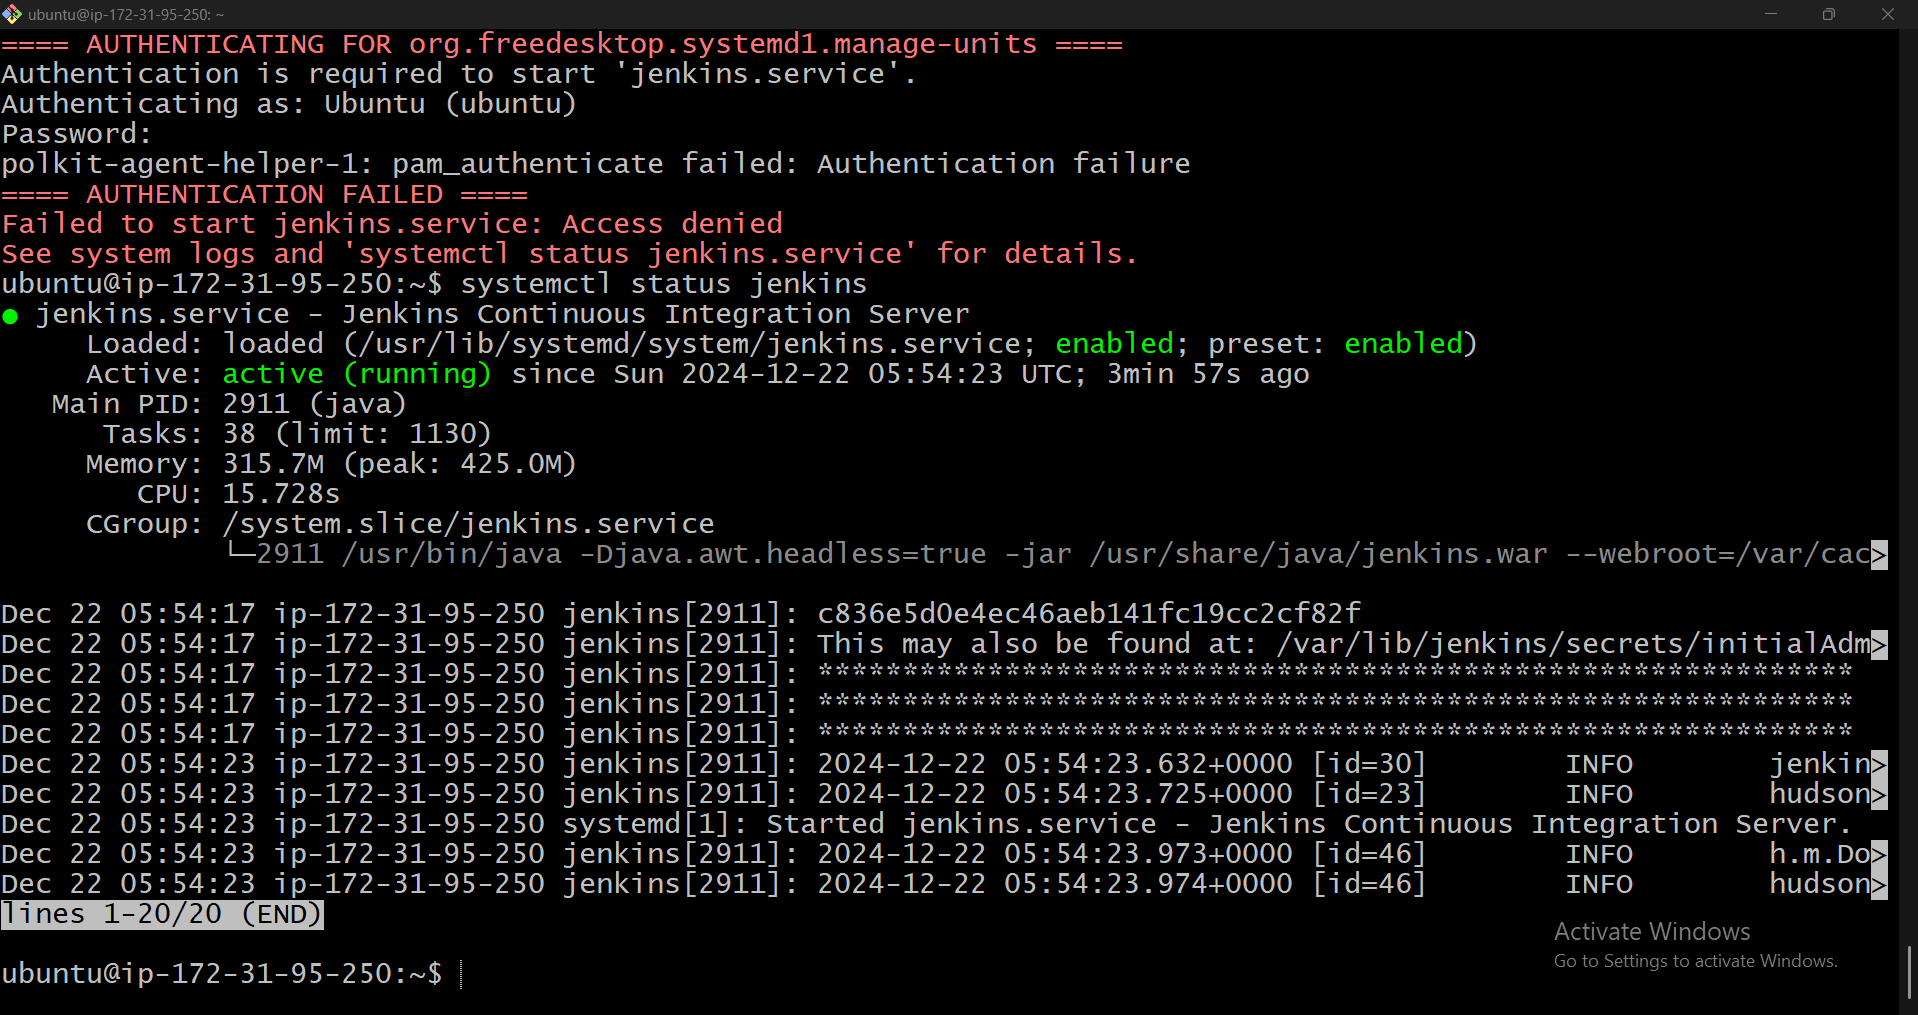 ubuntu@ip-172-31-95-250: ~
==== AUTHENTICATING FOR org.freedesktop.systemd1.manage-units ====
Authentication is required to start 'jenkins.service'.
Authenticating as: Ubuntu (ubuntu)
Password:
polkit-agent-helper-1: pam_authenticate failed: Authentication failure
==== AUTHENTICATION FAILED ====
Failed to start jenkins.service: Access denied
See system logs and 'systemctl status jenkins.service' for details.
ubuntu@ip-172-31-95-250:~$ systemctl status jenkins
● jenkins.service - Jenkins Continuous Integration Server
     Loaded: loaded (/usr/lib/systemd/system/jenkins.service; enabled; preset: enabled)
     Active: active (running) since Sun 2024-12-22 05:54:23 UTC; 3min 57s ago
   Main PID: 2911 (java)
      Tasks: 38 (limit: 1130)
     Memory: 315.7M (peak: 425.0M)
        CPU: 15.728s
     CGroup: /system.slice/jenkins.service
             └─2911 /usr/bin/java -Djava.awt.headless=true -jar /usr/share/java/jenkins.war --webroot=/var/cac>
Dec 22 05:54:17 ip-172-31-95-250 jenkins[2911]: c836e5d0e4ec46aeb141fc19cc2cf82f
Dec 22 05:54:17 ip-172-31-95-250 jenkins[2911]: This may also be found at: /var/lib/jenkins/secrets/initialAdm>
Dec 22 05:54:17 ip-172-31-95-250 jenkins[2911]: *************************************************************
Dec 22 05:54:17 ip-172-31-95-250 jenkins[2911]: *************************************************************
Dec 22 05:54:17 ip-172-31-95-250 jenkins[2911]: *************************************************************
Dec 22 05:54:23 ip-172-31-95-250 jenkins[2911]: 2024-12-22 05:54:23.632+0000 [id=30]        INFO        jenkin>
Dec 22 05:54:23 ip-172-31-95-250 jenkins[2911]: 2024-12-22 05:54:23.725+0000 [id=23]        INFO        hudson>
Dec 22 05:54:23 ip-172-31-95-250 systemd[1]: Started jenkins.service - Jenkins Continuous Integration Server.
Dec 22 05:54:23 ip-172-31-95-250 jenkins[2911]: 2024-12-22 05:54:23.973+0000 [id=46]        INFO        h.m.Do>
Dec 22 05:54:23 ip-172-31-95-250 jenkins[2911]: 2024-12-22 05:54:23.974+0000 [id=46]        INFO        hudson>
lines 1-20/20 (END)
Activate Windows
Go to Settings to activate Windows.
ubuntu@ip-172-31-95-250:~$